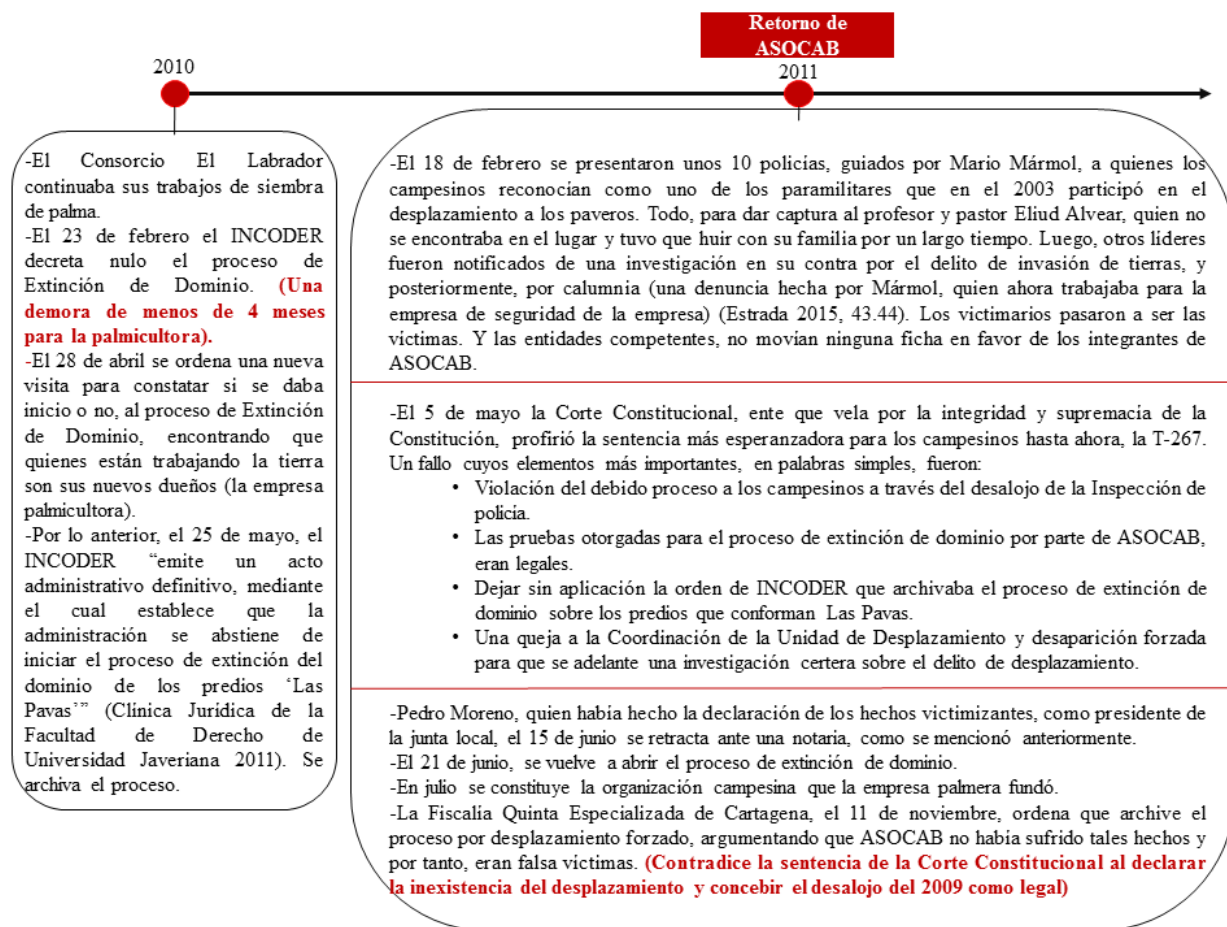 Retorno de
ASOCAB
2010
2011
-El Consorcio El Labrador
continuaba sus trabajos de siembra
de palma.
-El 23 de febrero el INCODER
decreta nulo el proceso de
Extinción de Dominio. (Una
demora de menos de 4 meses
para la palmicultora).
-El 28 de abril se ordena una nueva
visita para constatar si se daba
inicio o no, al proceso de Extinción
de Dominio, encontrando que
quienes están trabajando la tierra
son sus nuevos dueños (la empresa
palmicultora).
-Por lo anterior, el 25 de mayo, el
INCODER “emite un acto
administrativo definitivo, mediante
el cual establece que la
administración se abstiene de
iniciar el proceso de extinción del
dominio de los predios ‘Las
Pavas’” (Clínica Jurídica de la
Facultad de Derecho de
Universidad Javeriana 2011). Se
archiva el proceso.
-El 18 de febrero se presentaron unos 10 policías, guiados por Mario Mármol, a quienes los
campesinos reconocían como uno de los paramilitares que en el 2003 participó en el
desplazamiento a los paveros. Todo, para dar captura al profesor y pastor Eliud Alvear, quien no
se encontraba en el lugar y tuvo que huir con su familia por un largo tiempo. Luego, otros líderes
fueron notificados de una investigación en su contra por el delito de invasión de tierras, y
posteriormente, por calumnia (una denuncia hecha por Mármol, quien ahora trabajaba para la
empresa de seguridad de la empresa) (Estrada 2015, 43.44). Los victimarios pasaron a ser las
víctimas. Y las entidades competentes, no movían ninguna ficha en favor de los integrantes de
ASOCAB.
-El 5 de mayo la Corte Constitucional, ente que vela por la integridad y supremacía de la
Constitución, profirió la sentencia más esperanzadora para los campesinos hasta ahora, la T-267.
Un fallo cuyos elementos más importantes, en palabras simples, fueron:
• Violación del debido proceso a los campesinos a través del desalojo de la Inspección de
policía.
• Las pruebas otorgadas para el proceso de extinción de dominio por parte de ASOCAB,
eran legales.
• Dejar sin aplicación la orden de INCODER que archivaba el proceso de extinción de
dominio sobre los predios que conforman Las Pavas.
• Una queja a la Coordinación de la Unidad de Desplazamiento y desaparición forzada
para que se adelante una investigación certera sobre el delito de desplazamiento.
-Pedro Moreno, quien había hecho la declaración de los hechos victimizantes, como presidente de
la junta local, el 15 de junio se retracta ante una notaria, como se mencionó anteriormente.
-El 21 de junio, se vuelve a abrir el proceso de extinción de dominio.
-En julio se constituye la organización campesina que la empresa palmera fundó.
-La Fiscalía Quinta Especializada de Cartagena, el 11 de noviembre, ordena que archive el
proceso por desplazamiento forzado, argumentando que ASOCAB no había sufrido tales hechos y
por tanto, eran falsa víctimas. (Contradice la sentencia de la Corte Constitucional al declarar
la inexistencia del desplazamiento y concebir el desalojo del 2009 como legal)